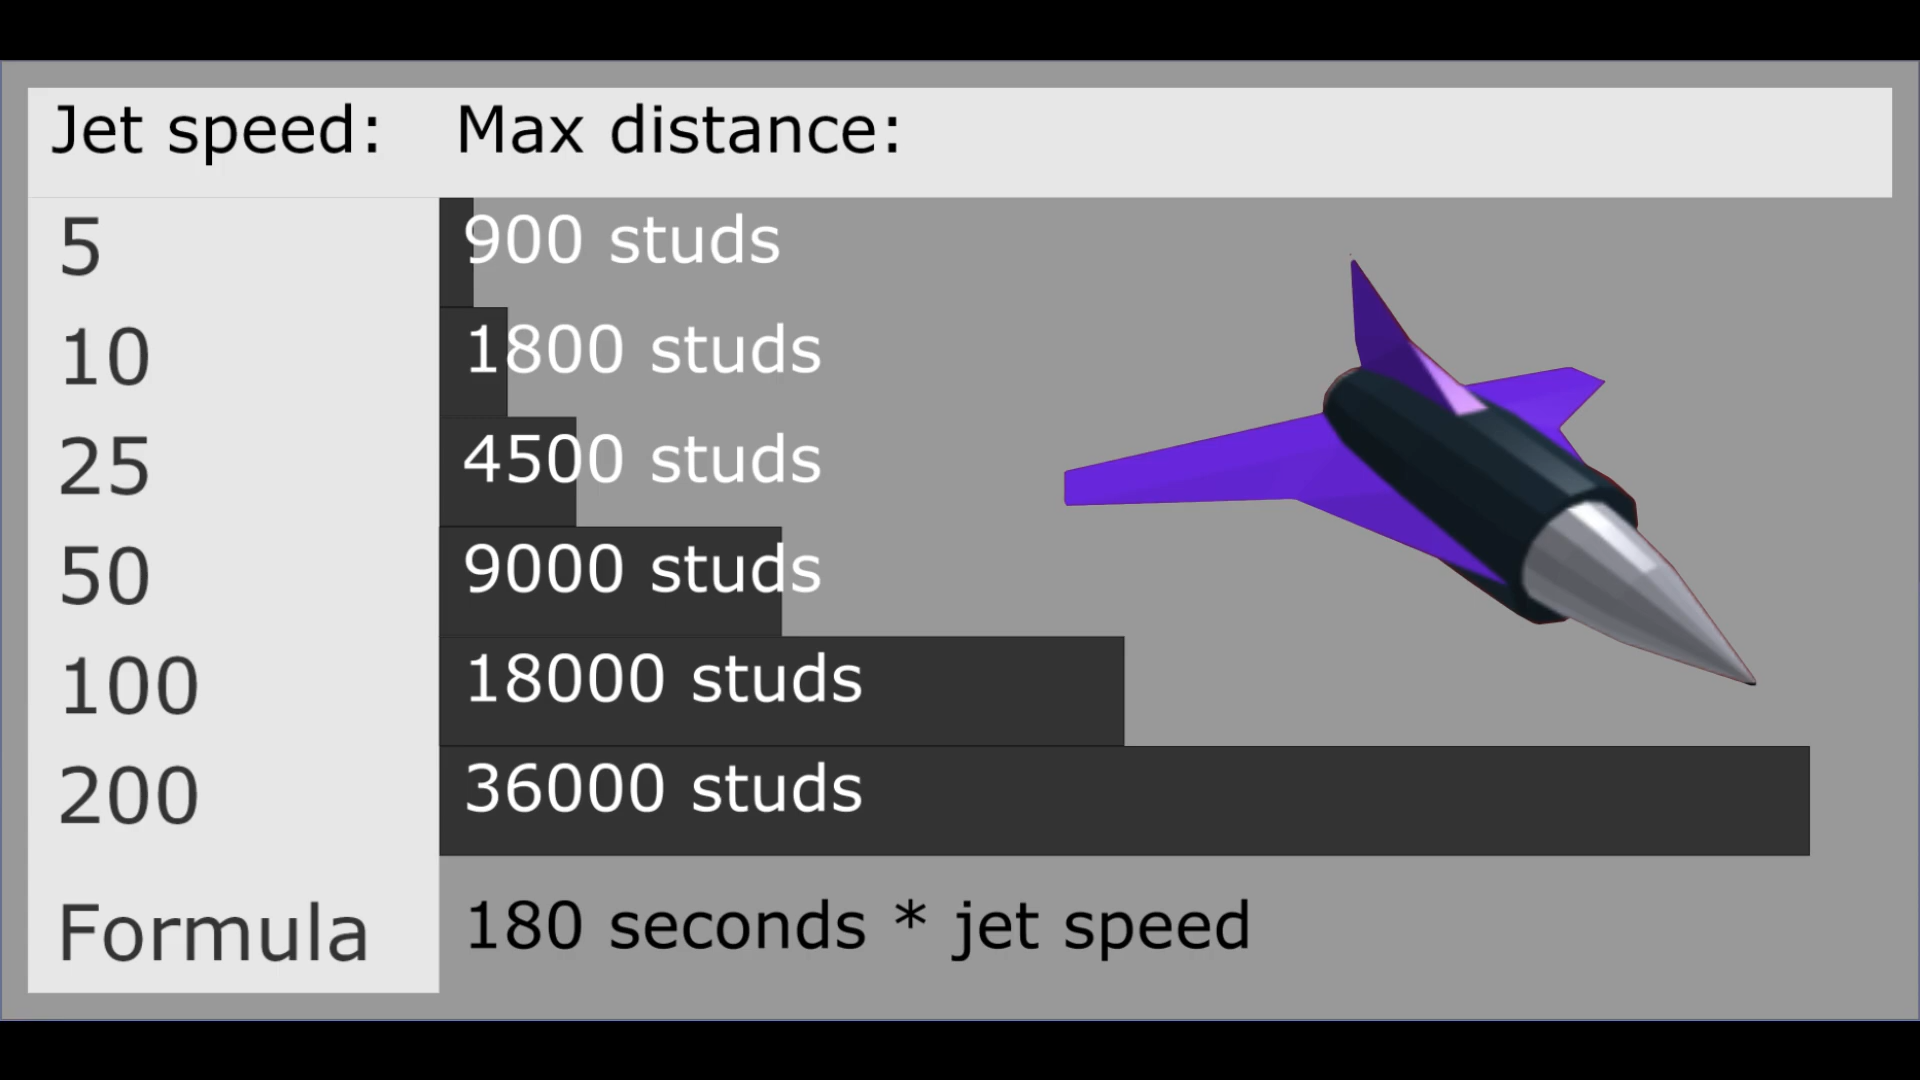 Jet speed: Max distance:
5 900 studs
10 1800 studs
25 4500 studs
50 9000 studs
100 18000 studs
200 36000 studs
Formula 180 seconds * jet speed